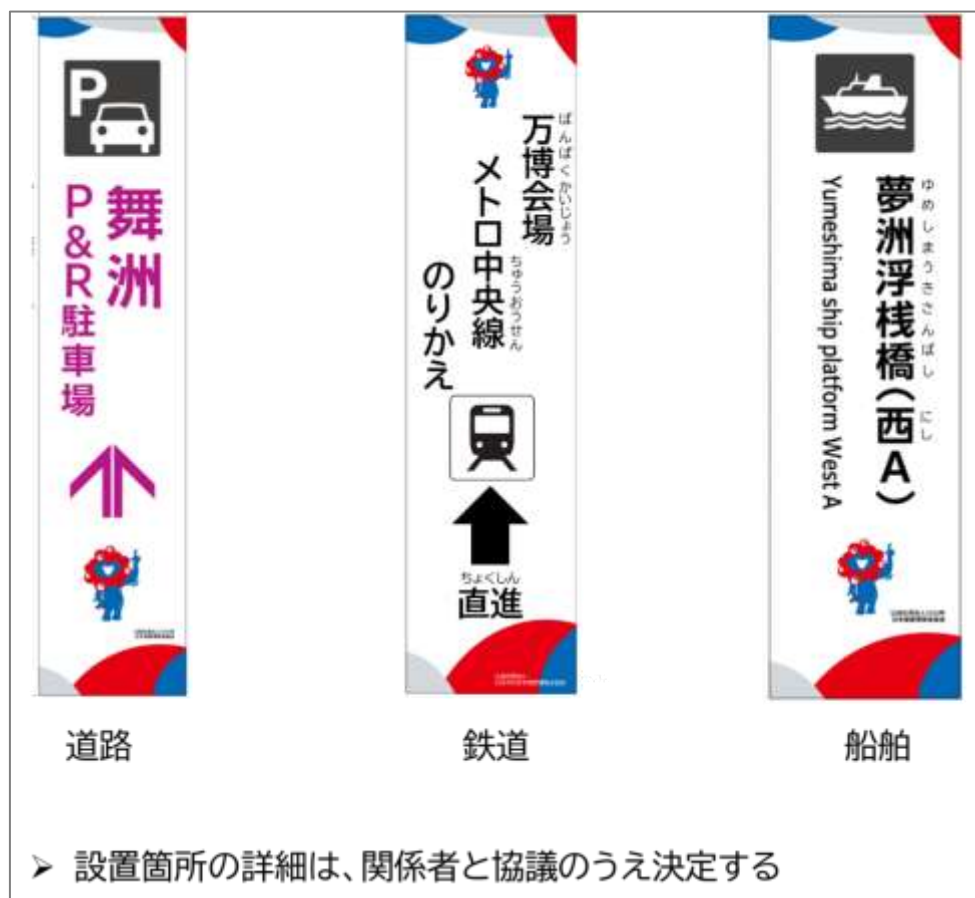 P
舞洲
P&R駐車場
万博会場
ばんぱくかいじょう
メトロ中央線
ちゅうおうせん
のりかえ
ちょくしん
直進
夢洲浮桟橋(西A)
ゆめしまうきさんばし にし
Yumeshima ship platform West A
道路
鉄道
船舶
➢ 設置箇所の詳細は、関係者と協議のうえ決定する